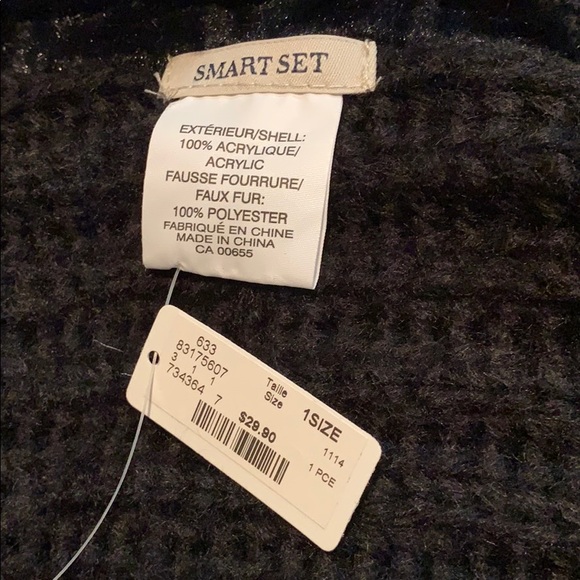 SMART SET
EXTÉRIEUR/SHELL:
100% ACRYLIQUE/
ACRYLIC
FAUSSE FOURRURE/
FAUX FUR:
100% POLYESTER
FABRIQUÉ EN CHINE
MADE IN CHINA
CA 00655
633
83175607
3 1 1
734364 7
Taille
Size
1SIZE
$29.90
1114
1 PCE